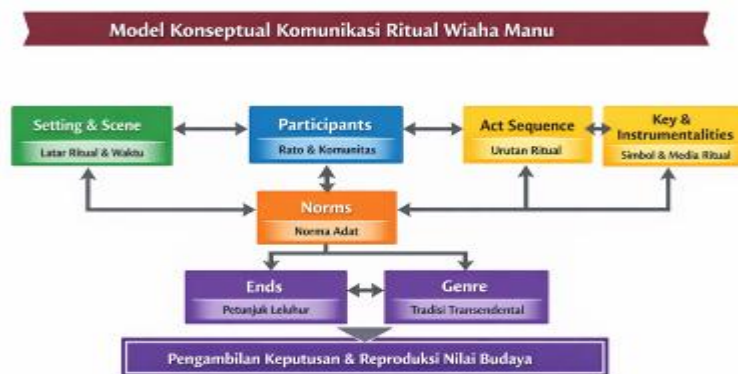 Model Konseptual Komunikasi Ritual Wiaha Manu
Setting & Scene
Latar Ritual & Waktu
Participants
Rato & Komunitas
Act Sequence
Urutan Ritual
Key &
Instrumentalities
Simbol & Media Ritual
Norms
Norma Adat
Ends
Petunjuk Leluhur
Genre
Tradisi Transendental
Pengambilan Keputusan & Reproduksi Nilai Budaya